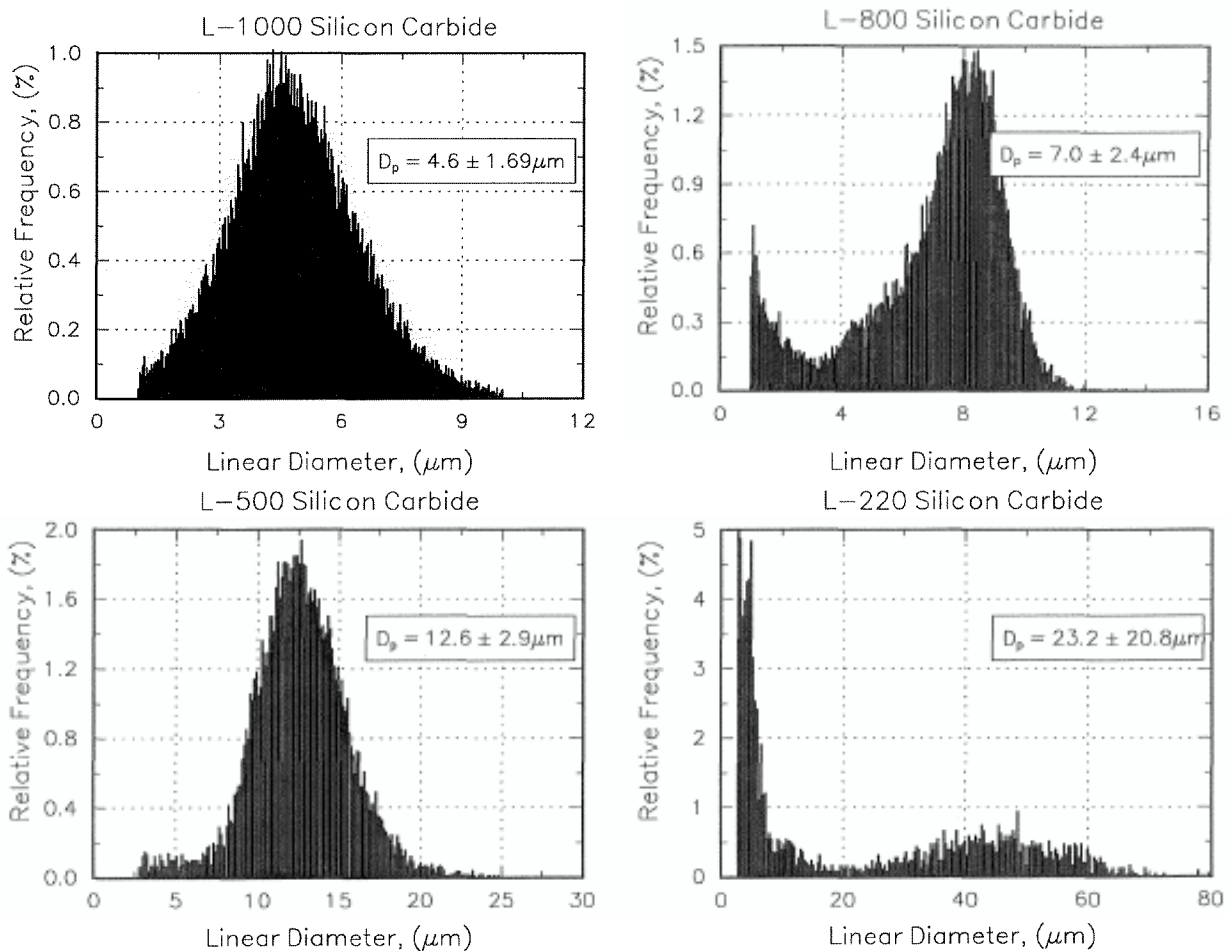 L-1000 Silicon Carbide
Relative Frequency, (%)
1.0
0.8
0.6
0.4
0.2
0.0
D_p = 4.6 ± 1.69μm
0 3 6 9 12
Linear Diameter, (μm)
L-800 Silicon Carbide
Relative Frequency, (%)
1.5
1.2
0.9
0.6
0.3
0.0
D_p = 7.0 ± 2.4μm
0 4 8 12 16
Linear Diameter, (μm)
L-500 Silicon Carbide
Relative Frequency, (%)
2.0
1.6
1.2
0.8
0.4
0.0
D_p = 12.6 ± 2.9μm
0 5 10 15 20 25 30
Linear Diameter, (μm)
L-220 Silicon Carbide
Relative Frequency, (%)
5
4
3
2
1
0
D_p = 23.2 ± 20.8μm
0 20 40 60 80
Linear Diameter, (μm)